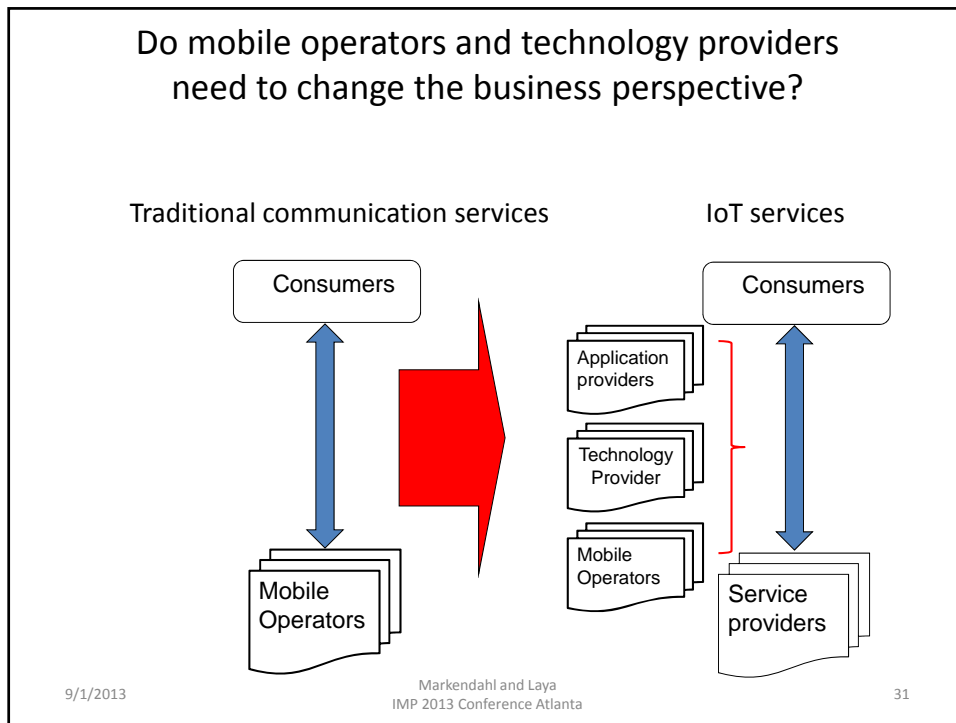 Do mobile operators and technology providers
need to change the business perspective?
Traditional communication services
IoT services
Consumers
Consumers
Application
providers
Technology
Provider
Mobile
Operators
Mobile
Operators
Service
providers
9/1/2013
Markendahl and Laya
IMP 2013 Conference Atlanta
31